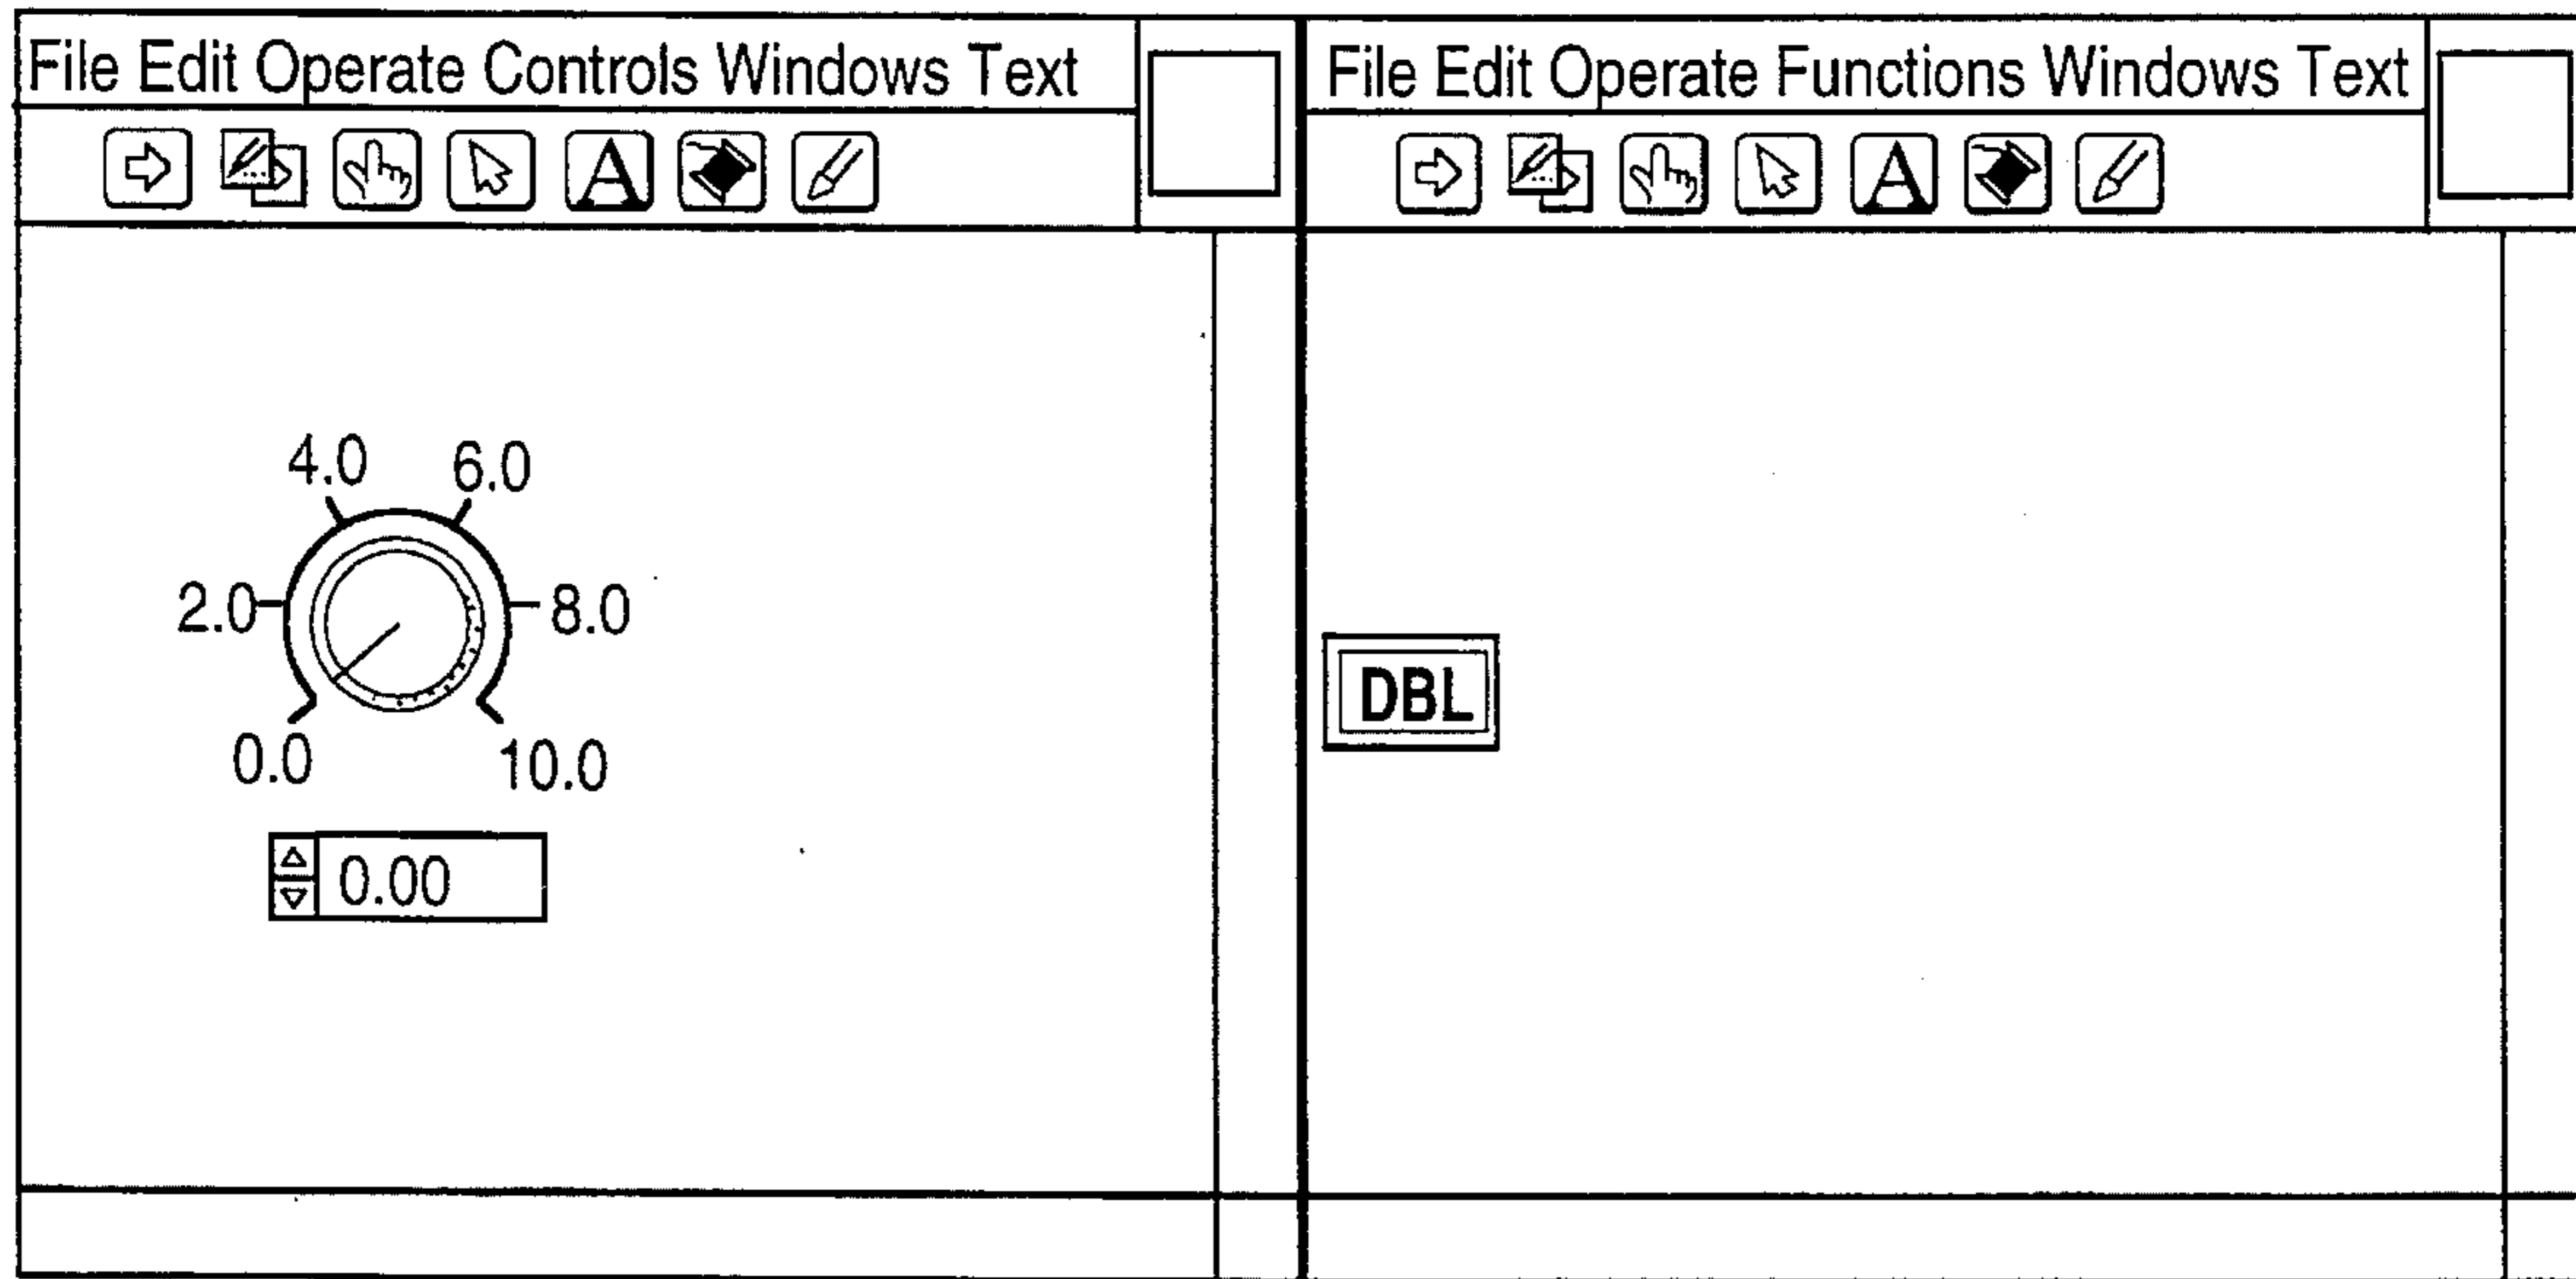 File Edit Operate Controls Windows Text
File Edit Operate Functions Windows Text
A
A
4.0 6.0
2.0 8.0
0.0 10.0
0.00
DBL